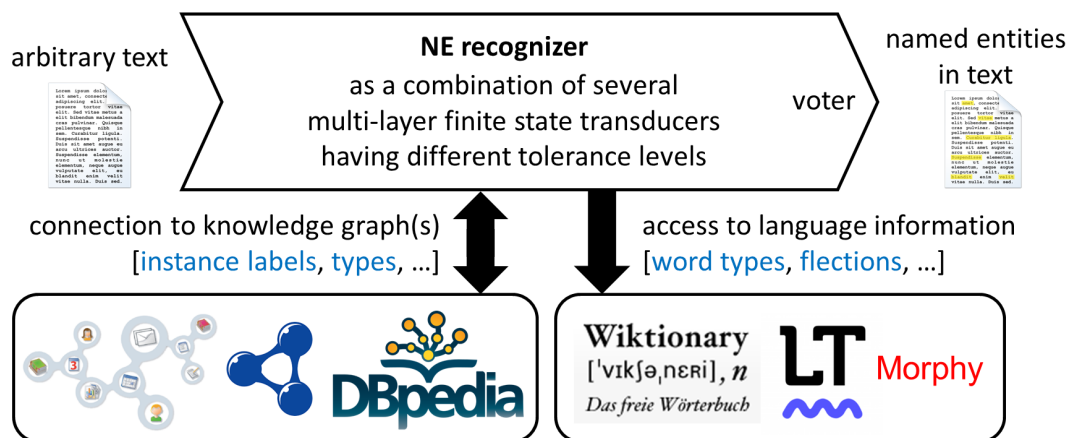 arbitrary text
NE recognizer
as a combination of several
multi-layer finite state transducers
having different tolerance levels
voter
named entities
in text
connection to knowledge graph(s)
[instance labels, types, …]
access to language information
[word types, flections, …]
3
DBpedia
Wiktionary
['vɪkʃəˌnɛʀi], n
Das freie Wörterbuch
LT
Morphy